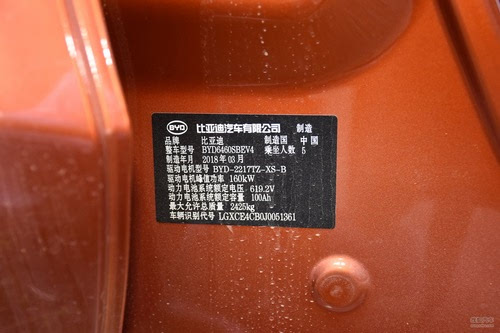 BYD 比亚迪汽车有限公司 制造
品牌 比亚迪 制造国 中国
整车型号 BYD6460SBEV4 乘坐人数 5
制造年月 2018年03月
驱动电机型号 BYD-2217TZ-XS-B
驱动电机峰值功率 160kW
动力电池系统额定电压 619.2V
动力电池系统额定容量 100Ah
最大允许总质量 2425kg
车辆识别代号 LGXCE4CB0J0051361